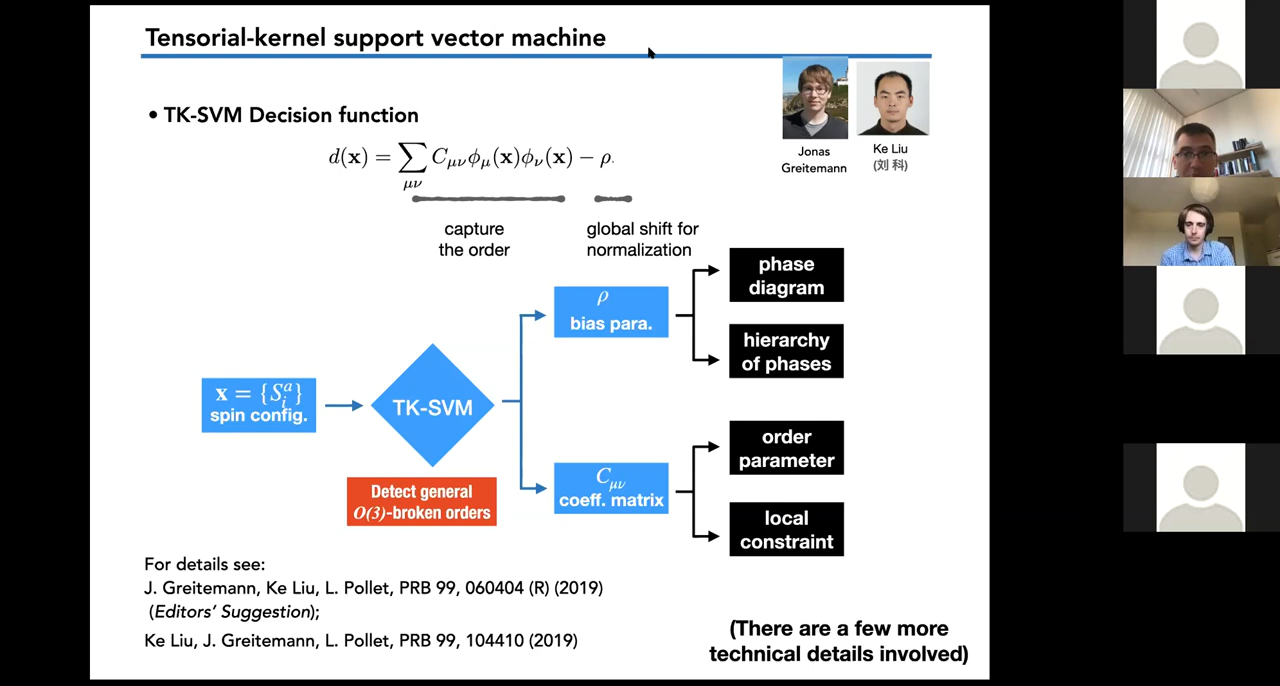 Tensorial-kernel support vector machine
• TK-SVM Decision function
d(x) = ∑_{μν} C_{μν}ϕ_μ(x)ϕ_ν(x) − ρ.
capture
the order
global shift for
normalization
Jonas
Greitemann
Ke Liu
(刘 科)
x = {S_i^a}
spin config.
TK-SVM
Detect general
O(3)-broken orders
ρ
bias para.
C_{μν}
coeff. matrix
phase
diagram
hierarchy
of phases
order
parameter
local
constraint
For details see:
J. Greitemann, Ke Liu, L. Pollet, PRB 99, 060404 (R) (2019)
(Editors’ Suggestion);
Ke Liu, J. Greitemann, L. Pollet, PRB 99, 104410 (2019)
(There are a few more
technical details involved)